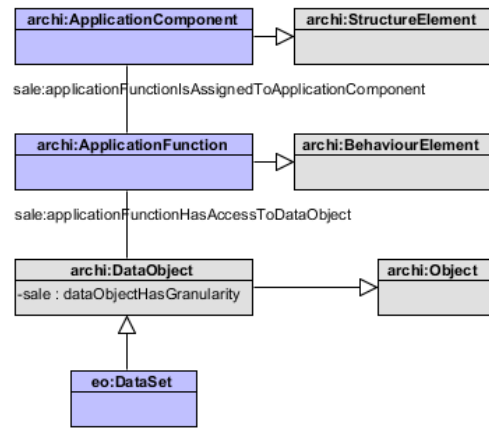 archi:ApplicationComponent
archi:StructureElement
sale:applicationFunctionIsAssignedToApplicationComponent
archi:ApplicationFunction
archi:BehaviourElement
sale:applicationFunctionHasAccessToDataObject
archi:DataObject
archi:Object
-sale : dataObjectHasGranularity
eo:DataSet